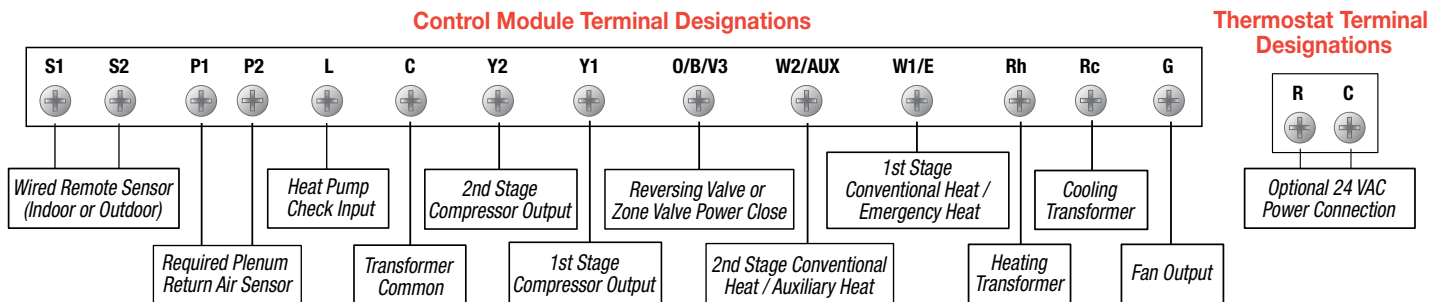 Control Module Terminal Designations
Thermostat Terminal
Designations
S1 S2 P1 P2 L C Y2 Y1 O/B/V3 W2/AUX W1/E Rh Rc G
R C
Wired Remote Sensor
(Indoor or Outdoor)
Heat Pump
Check Input
2nd Stage
Compressor Output
Reversing Valve or
Zone Valve Power Close
1st Stage
Conventional Heat /
Emergency Heat
Cooling
Transformer
Optional 24 VAC
Power Connection
Required Plenum
Return Air Sensor
Transformer
Common
1st Stage
Compressor Output
2nd Stage Conventional
Heat / Auxiliary Heat
Heating
Transformer
Fan Output